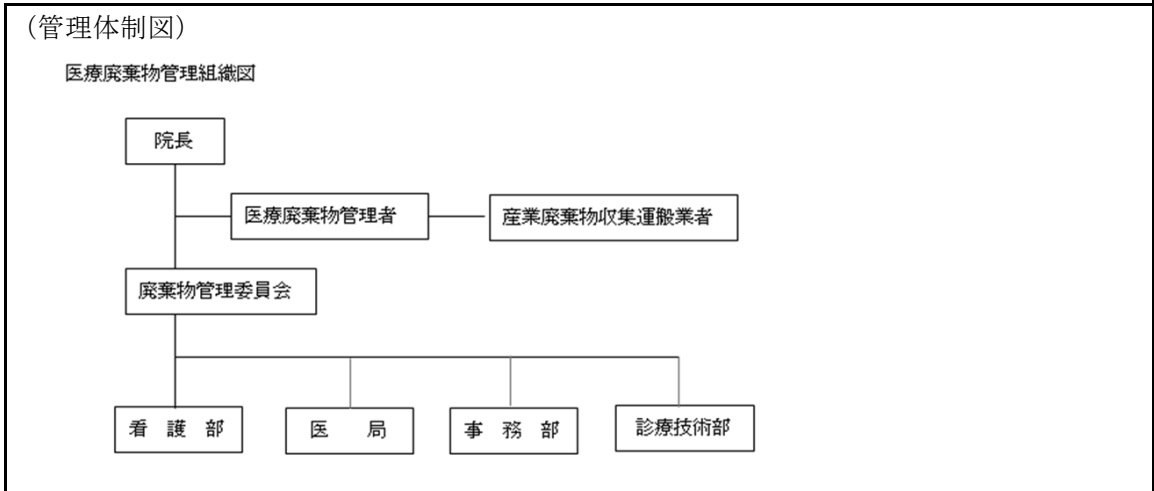 （管理体制図）
医療廃棄物管理組織図
院長
医療廃棄物管理者
産業廃棄物収集運搬業者
廃棄物管理委員会
看 護 部
医 局
事 務 部
診療技術部